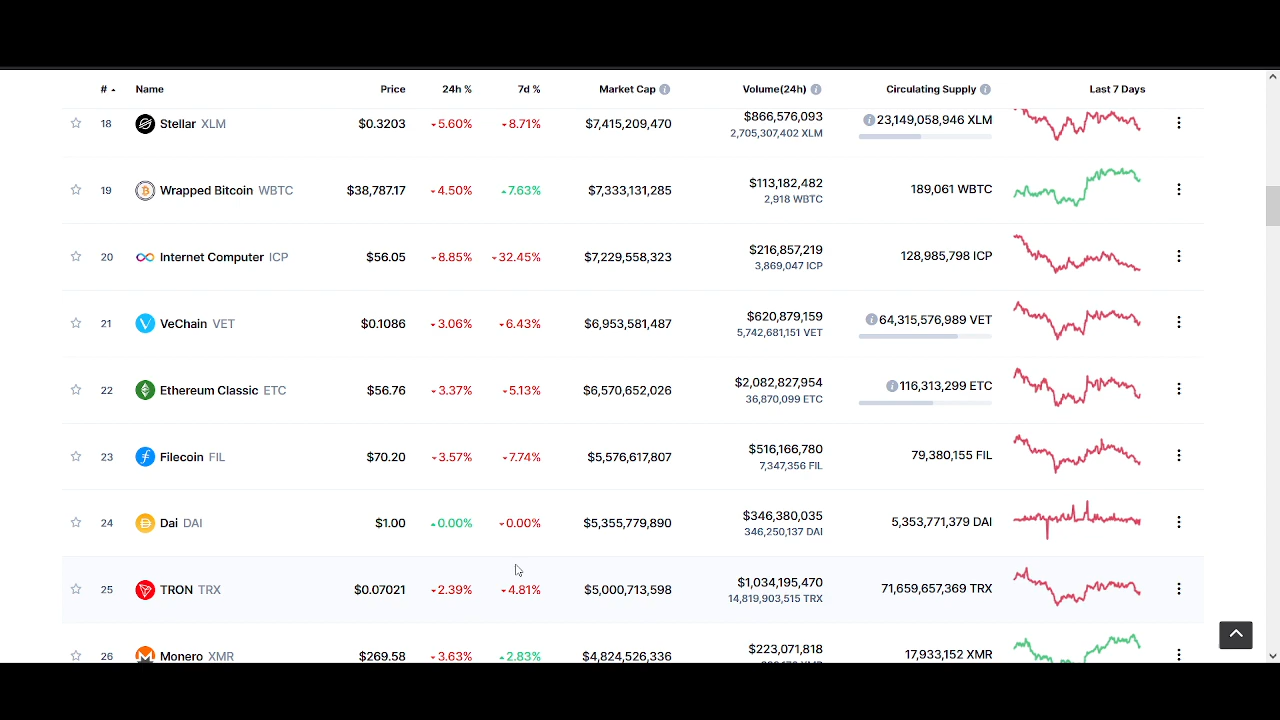 # Name Price 24h % 7d % Market Cap Volume(24h) Circulating Supply Last 7 Days
18 Stellar XLM $0.3203 5.60% 8.71% $7,415,209,470 $866,576,093 23,149,058,946 XLM
2,705,307,402 XLM
19 Wrapped Bitcoin WBTC $38,787.17 4.50% 7.63% $7,333,131,285 $113,182,482 189,061 WBTC
2,918 WBTC
20 Internet Computer ICP $56.05 8.85% 32.45% $7,229,558,323 $216,857,219 128,985,798 ICP
3,869,047 ICP
21 VeChain VET $0.1086 3.06% 6.43% $6,953,581,487 $620,879,159 64,315,576,989 VET
5,742,681,151 VET
22 Ethereum Classic ETC $56.76 3.37% 5.13% $6,570,652,026 $2,082,827,954 116,313,299 ETC
36,870,099 ETC
23 Filecoin FIL $70.20 3.57% 7.74% $5,576,617,807 $516,166,780 79,380,155 FIL
7,347,356 FIL
24 Dai DAI $1.00 0.00% 0.00% $5,355,779,890 $346,380,035 5,353,771,379 DAI
346,250,137 DAI
25 TRON TRX $0.07021 2.39% 4.81% $5,000,713,598 $1,034,195,470 71,659,657,369 TRX
14,819,903,515 TRX
26 Monero XMR $269.58 3.63% 2.83% $4,824,526,336 $223,071,818 17,933,152 XMR